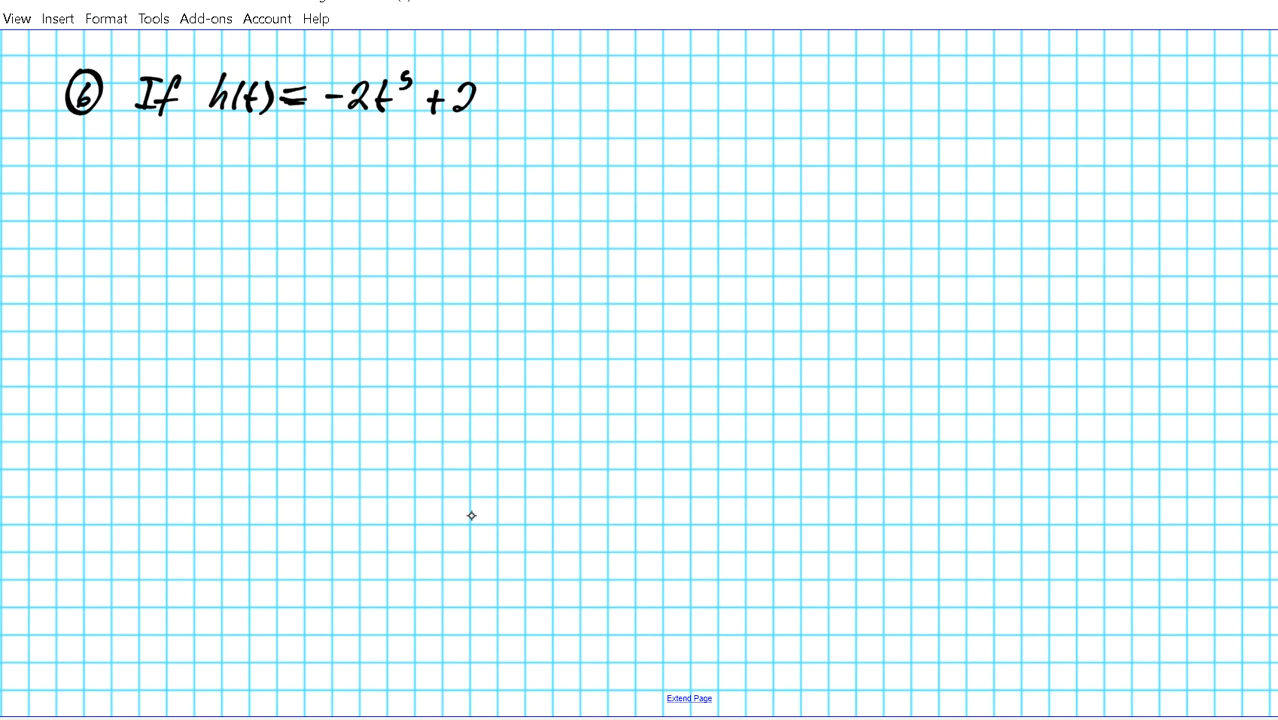 View Insert Format Tools Add-ons Account Help
⑥ If h(t) = -2t⁵ + 2
Extend Page